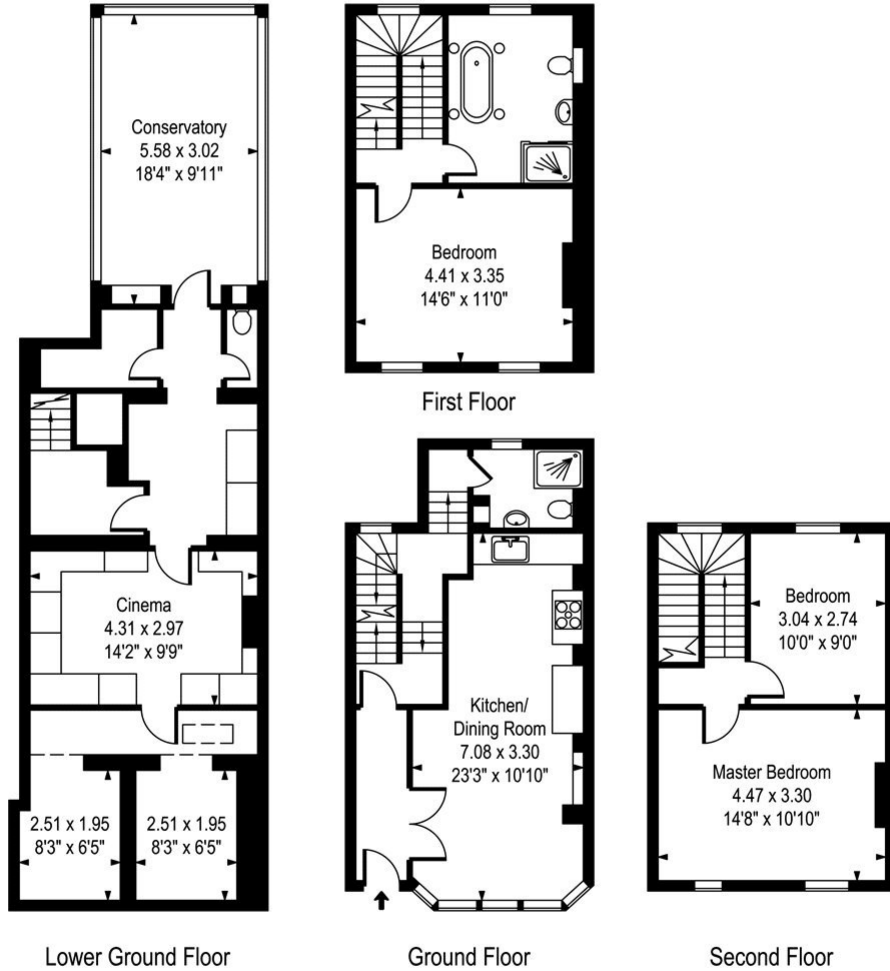 Conservatory
5.58 x 3.02
18'4" x 9'11"
Cinema
4.31 x 2.97
14'2" x 9'9"
2.51 x 1.95
8'3" x 6'5"
2.51 x 1.95
8'3" x 6'5"
Lower Ground Floor
Bedroom
4.41 x 3.35
14'6" x 11'0"
First Floor
Kitchen/
Dining Room
7.08 x 3.30
23'3" x 10'10"
Ground Floor
Bedroom
3.04 x 2.74
10'0" x 9'0"
Master Bedroom
4.47 x 3.30
14'8" x 10'10"
Second Floor